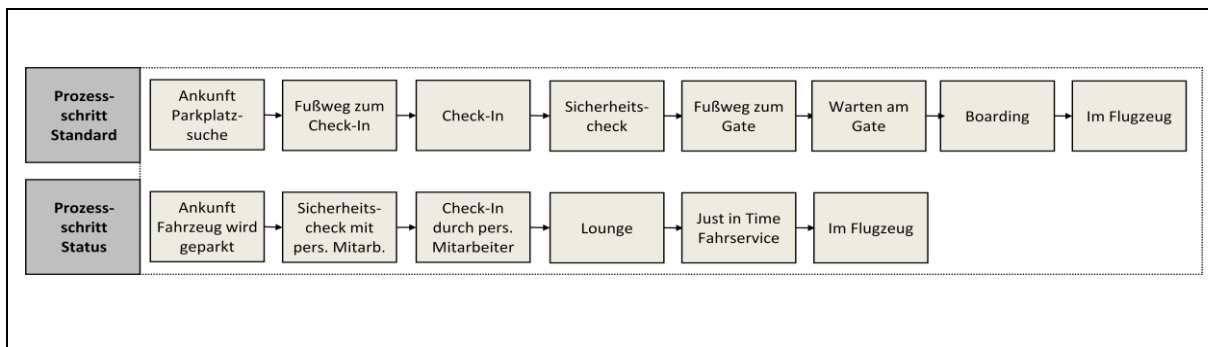 Prozess-
schritt
Standard
Ankunft
Parkplatz-
suche
Fußweg zum
Check-In
Check-In
Sicherheits-
check
Fußweg zum
Gate
Warten am
Gate
Boarding
Im Flugzeug
Prozess-
schritt
Status
Ankunft
Fahrzeug wird
geparkt
Sicherheits-
check mit
pers. Mitarb.
Check-In
durch pers.
Mitarbeiter
Lounge
Just in Time
Fahrservice
Im Flugzeug